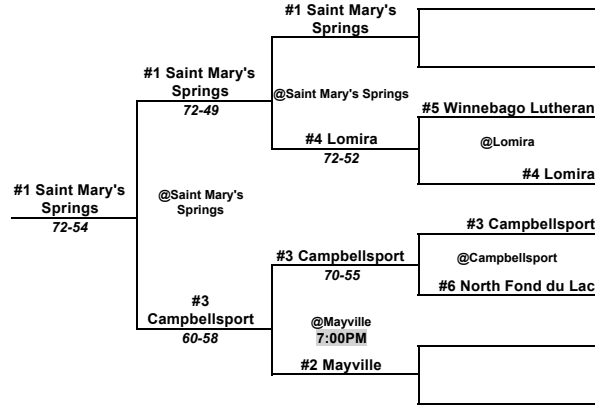 #1 Saint Mary's
Springs
#1 Saint Mary's
Springs
72-49
@Saint Mary's Springs
#5 Winnebago Lutheran
@Lomira
#4 Lomira
72-52
#4 Lomira
#1 Saint Mary's
Springs
72-54
@Saint Mary's
Springs
#3 Campbellsport
@Campbellsport
#3 Campbellsport
70-55
#6 North Fond du Lac
#3
Campbellsport
60-58
@Mayville
7:00PM
#2 Mayville